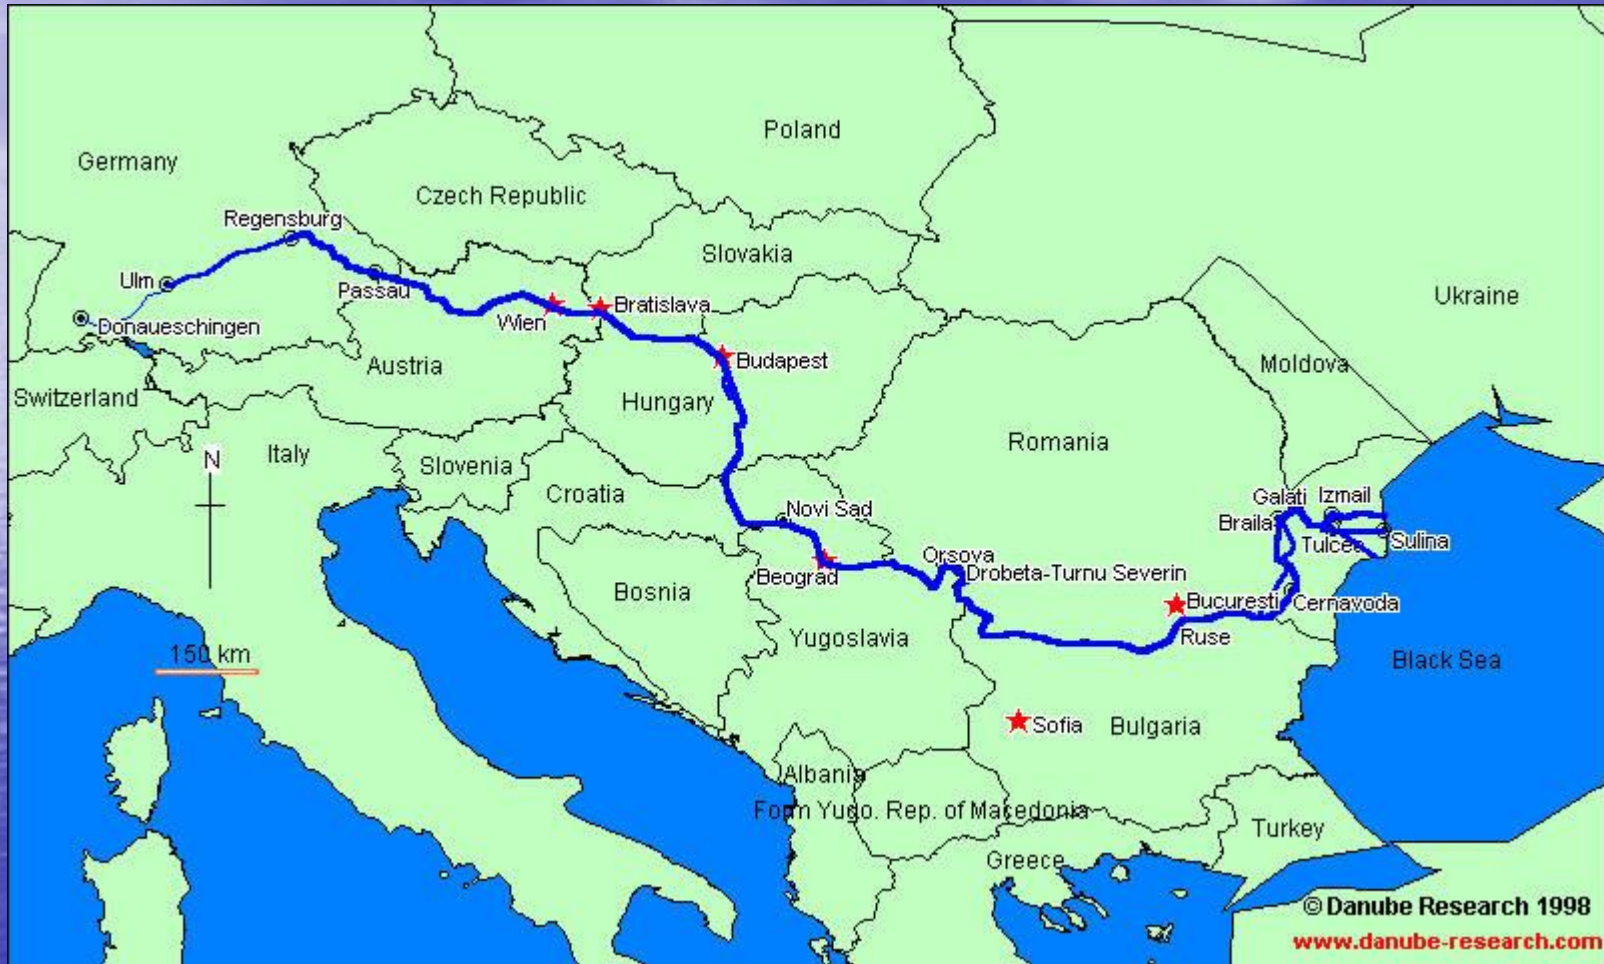 Poland
Germany
Czech Republic
Regensburg
Slovakia
Ulm
Passau
Ukraine
Bratislava
Wien
Donaueschingen
Budapest
Moldova
Austria
Switzerland
Hungary
Romania
N
Italy
Slovenia
Croatia
Galati
Izmail
Novi Sad
Braila
Tulcea
Sulina
Orsova
Drobeta-Turnu Severin
Beograd
Bosnia
Bucuresti
Cernavoda
Yugoslavia
Ruse
150 km
Black Sea
Sofia
Bulgaria
Albania
Form Yugo. Rep. of Macedonia
Turkey
Greece
© Danube Research 1998
www.danube-research.com